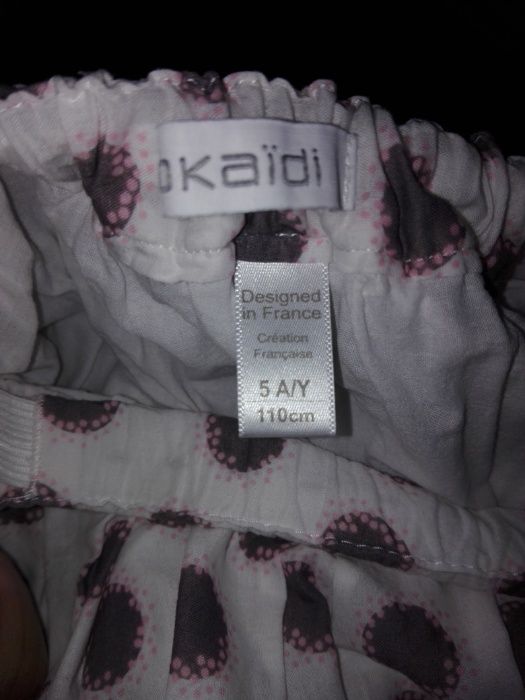 okaïdi
Designed
in France
Création
Française
5 A/Y
110cm